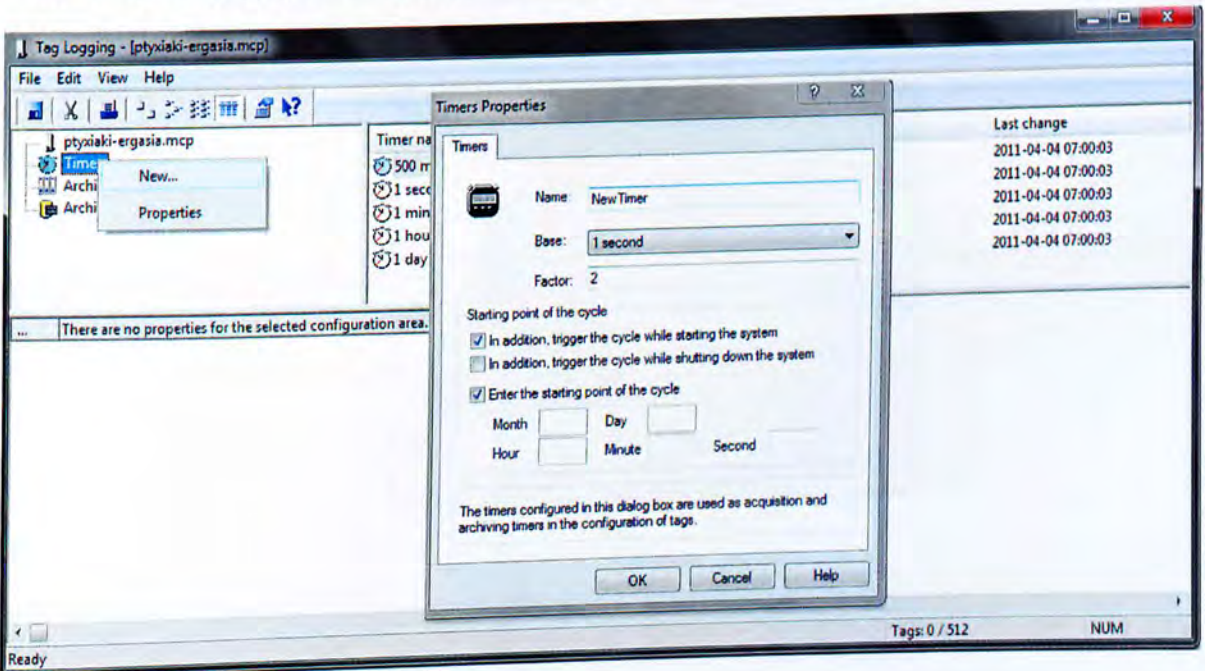 Tag Logging - [ptyxiaki-ergasia.mcp]
File Edit View Help
ptyxiaki-ergasia.mcp
Timer
Archi
Archi
New...
Properties
Timer na
500 m
1 seco
1 min
1 hou
1 day
Last change
2011-04-04 07:00:03
2011-04-04 07:00:03
2011-04-04 07:00:03
2011-04-04 07:00:03
2011-04-04 07:00:03
Timers Properties
Timers
Name: NewTimer
Base: 1 second
Factor: 2
Starting point of the cycle
In addition, trigger the cycle while starting the system
In addition, trigger the cycle while shutting down the system
Enter the starting point of the cycle
Month Day
Hour Minute Second
The timers configured in this dialog box are used as acquisition and
archiving timers in the configuration of tags.
OK Cancel Help
... There are no properties for the selected configuration area.
Tags: 0 / 512 NUM
Ready